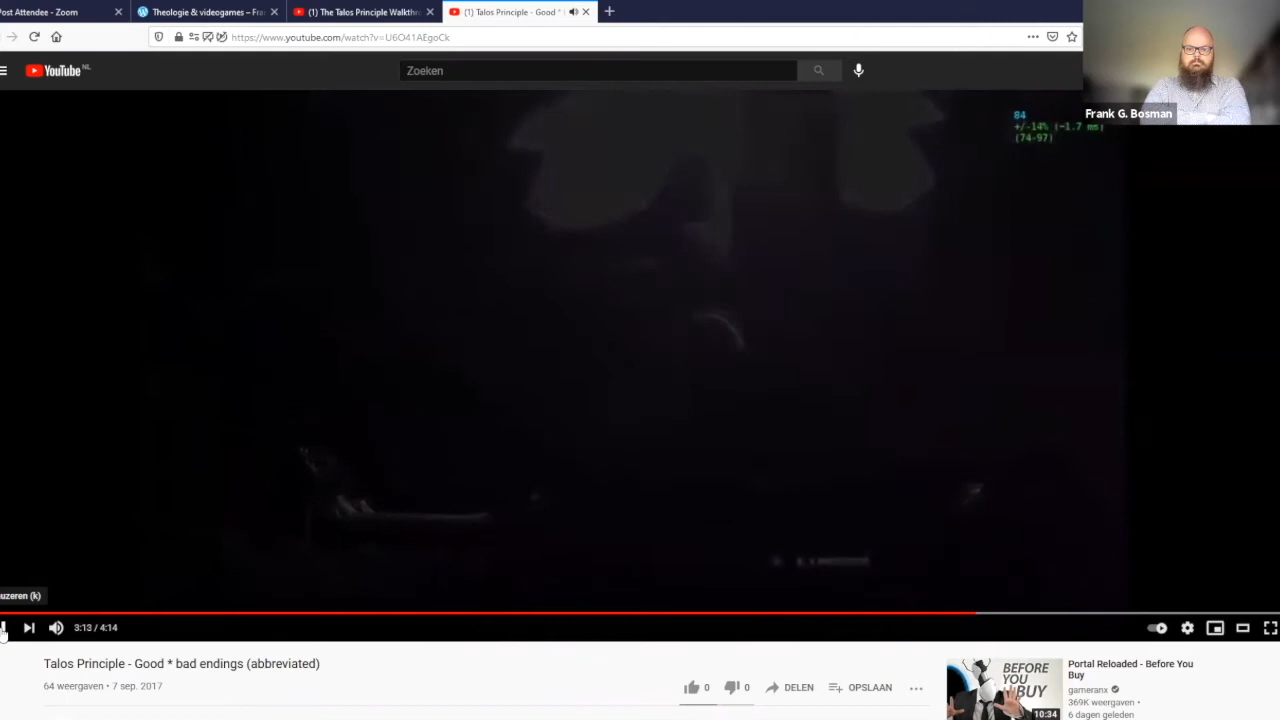 Post Attendee - Zoom
Theologie & videogames – Fra
(1) The Talos Principle Walkthro
(1) Talos Principle - Good *
https://www.youtube.com/watch?v=U6O41AEgoCk
YouTube NL
Zoeken
84
+/-14% (~1.7 ms)
(74-97)
Frank G. Bosman
uzeren (k)
3:13 / 4:14
Talos Principle - Good * bad endings (abbreviated)
64 weergaven • 7 sep. 2017
0
0
DELEN
OPSLAAN
BEFORE
YOU
BUY
10:34
Portal Reloaded - Before You
Buy
gameranx
369K weergaven •
6 dagen geleden